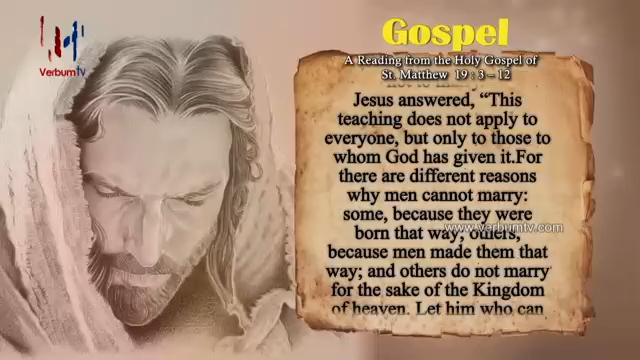 VerbumTV
Gospel
A Reading from the Holy Gospel of
St. Matthew 19 : 3 – 12
not to marry
Jesus answered, “This
teaching does not apply to
everyone, but only to those to
whom God has given it.For
there are different reasons
why men cannot marry:
some, because they were
born that way; others,
www.verbumtv.com
because men made them that
way; and others do not marry
for the sake of the Kingdom
of heaven. Let him who can